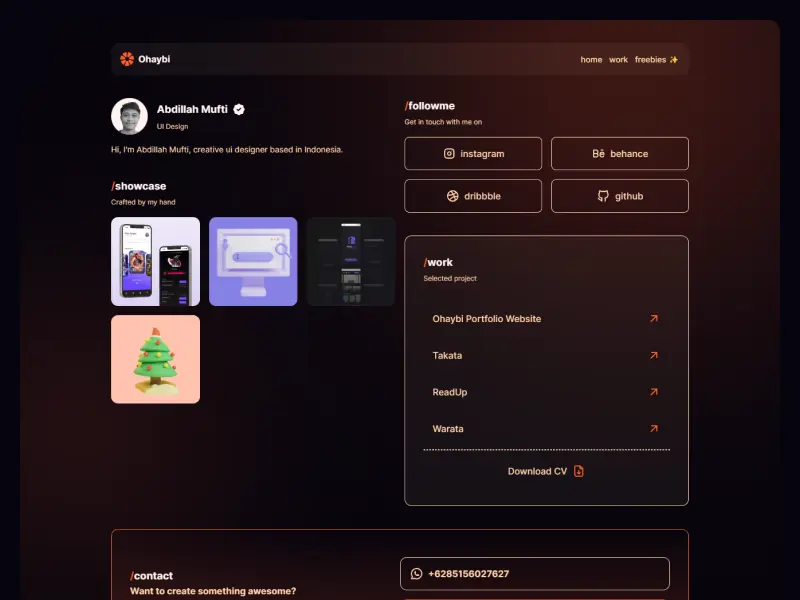 Ohaybi
home work freebies ✨
Abdillah Mufti
UI Design
Hi, I'm Abdillah Mufti, creative ui designer based in Indonesia.
/showcase
Crafted by my hand
/followme
Get in touch with me on
instagram
Bē behance
dribbble
github
/work
Selected project
Ohaybi Portfolio Website
Takata
ReadUp
Warata
Download CV
/contact
Want to create something awesome?
+6285156027627